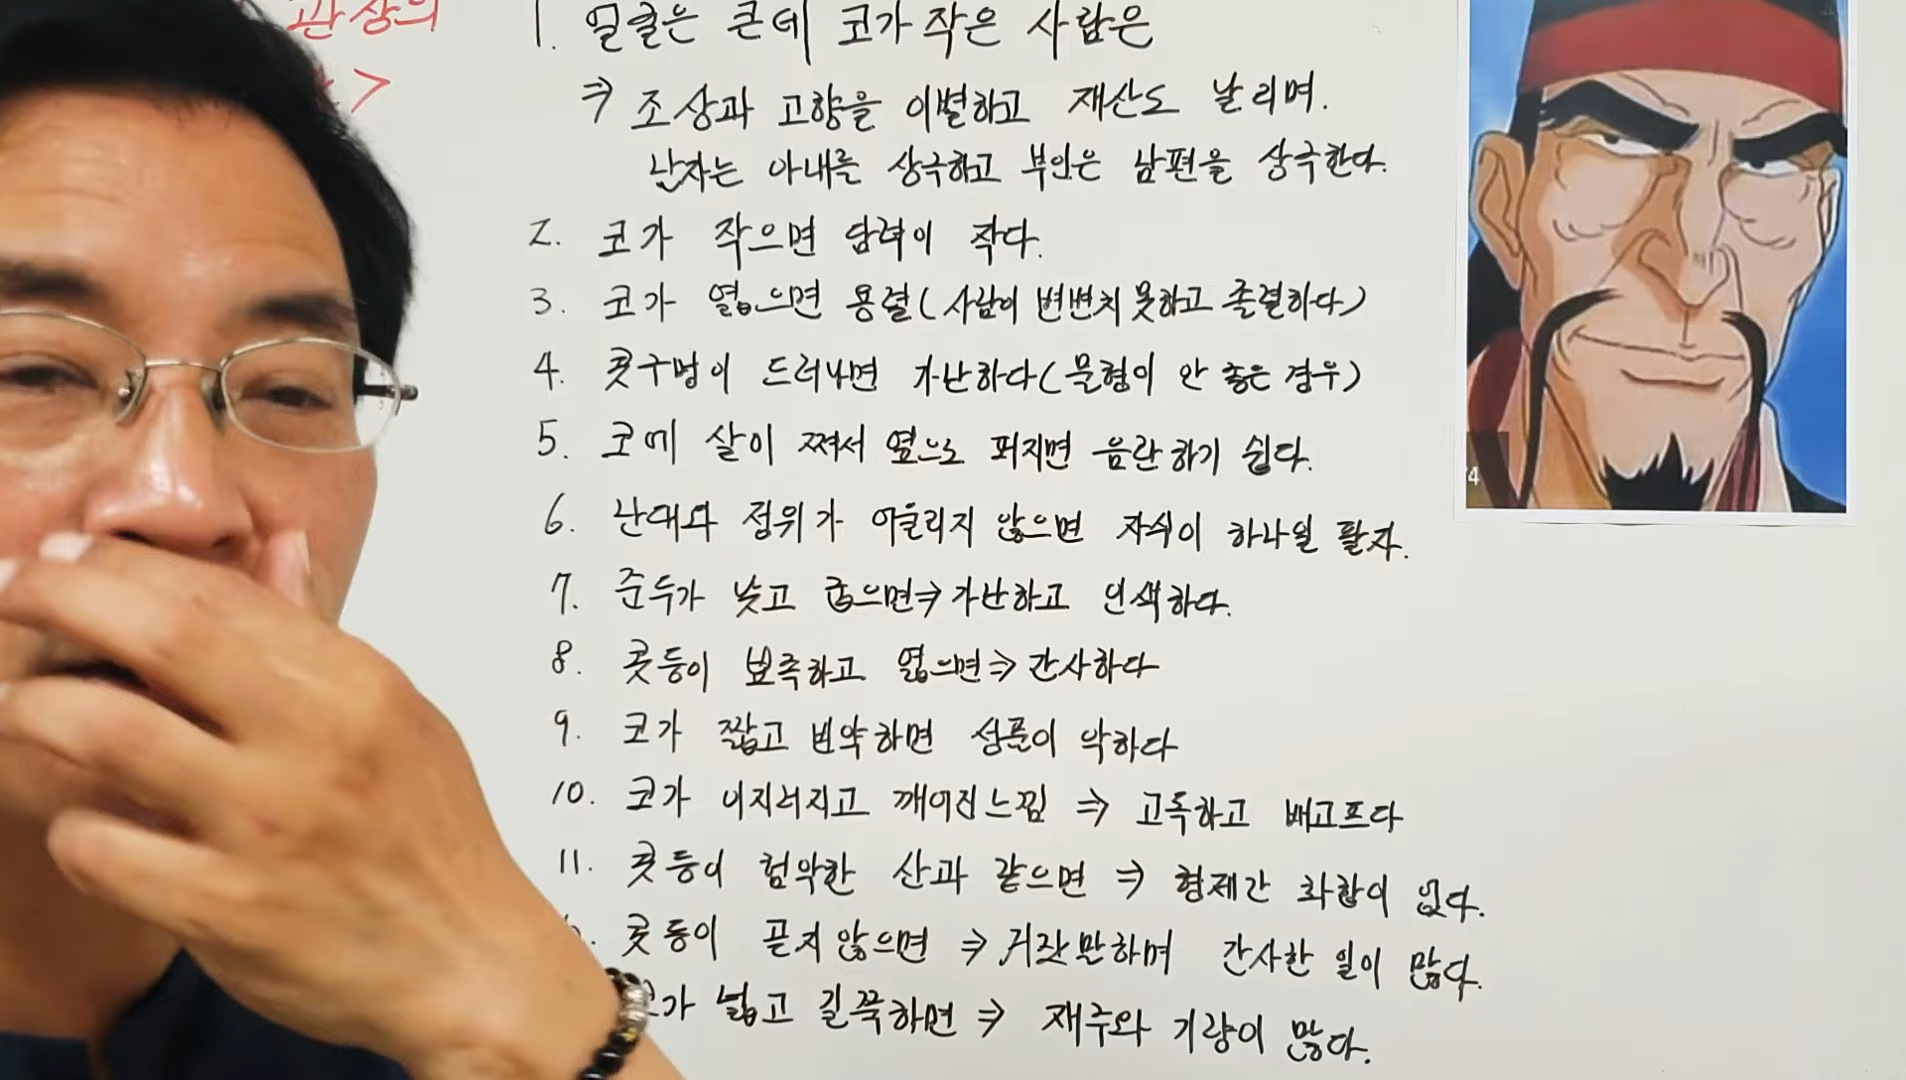 관상의
>
1. 얼굴은 큰데 코가 작은 사람은
⇒ 조상과 고향을 이별하고 재산도 날리며.
남자는 아내를 상극하고 부인은 남편을 상극한다.
2. 코가 작으면 담력이 작다.
3. 코가 엷으면 용렬(사람이 변변치 못하고 졸렬하다)
4. 콧구멍이 드러나면 가난하다(문형이 안 좋은 경우)
5. 코에 살이 쪄서 옆으로 퍼지면 음란하기 쉽다.
6. 난대와 정위가 어울리지 않으면 자식이 하나일 팔자.
7. 준두가 낮고 굽으면⇒가난하고 인색하다.
8. 콧등이 뾰족하고 엷으면⇒간사하다
9. 코가 짧고 빈약하면 성품이 악하다
10. 코가 이지러지고 깨어진느낌 ⇒ 고독하고 배고프다
11. 콧등이 험악한 산과 같으면 ⇒ 형제간 화합이 없다.
콧등이 곧지 않으면 ⇒ 거짓말하며 간사한 일이 많다.
코가 넓고 길쭉하면 ⇒ 재주와 기량이 많다.